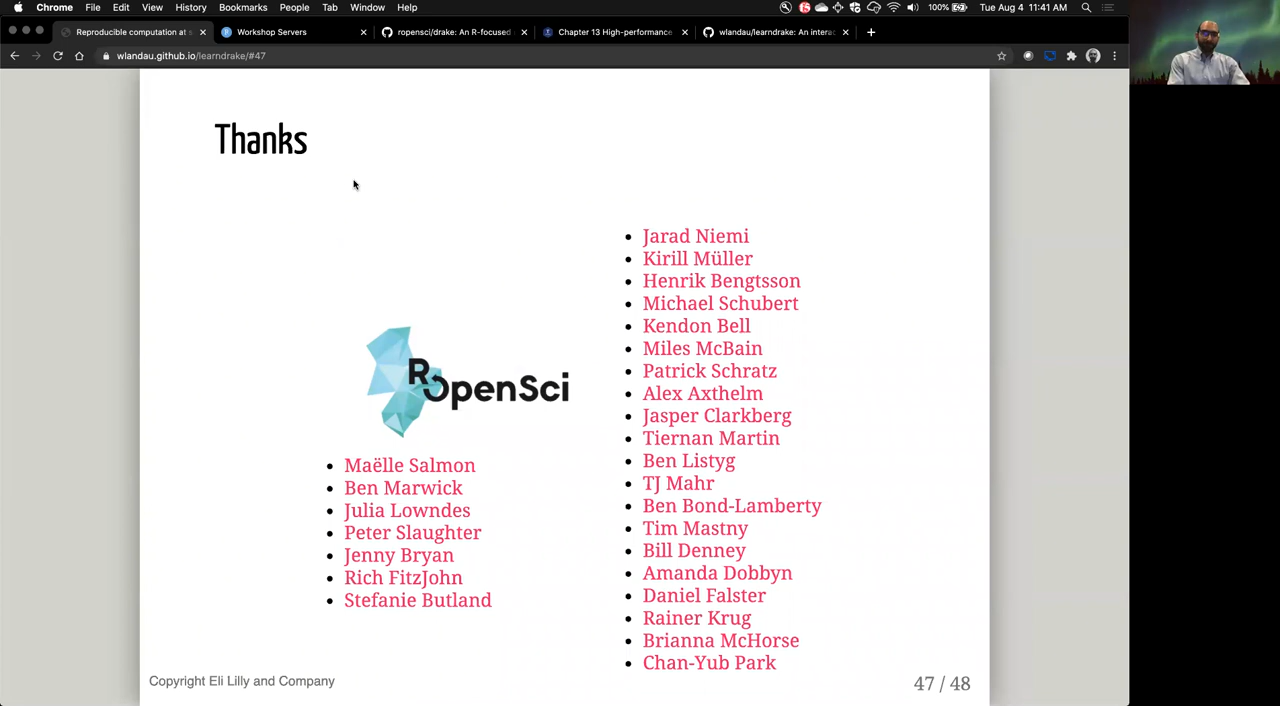 Chrome File Edit View History Bookmarks People Tab Window Help 100% Tue Aug 4 11:41 AM
Reproducible computation at s Workshop Servers ropensci/drake: An R-focused Chapter 13 High-performance wlandau/learndrake: An interac
wlandau.github.io/learndrake/#47
Thanks
ROpenSci
Maëlle Salmon
Ben Marwick
Julia Lowndes
Peter Slaughter
Jenny Bryan
Rich FitzJohn
Stefanie Butland
Jarad Niemi
Kirill Müller
Henrik Bengtsson
Michael Schubert
Kendon Bell
Miles McBain
Patrick Schratz
Alex Axthelm
Jasper Clarkberg
Tiernan Martin
Ben Listyg
TJ Mahr
Ben Bond-Lamberty
Tim Mastny
Bill Denney
Amanda Dobbyn
Daniel Falster
Rainer Krug
Brianna McHorse
Chan-Yub Park
Copyright Eli Lilly and Company
47 / 48